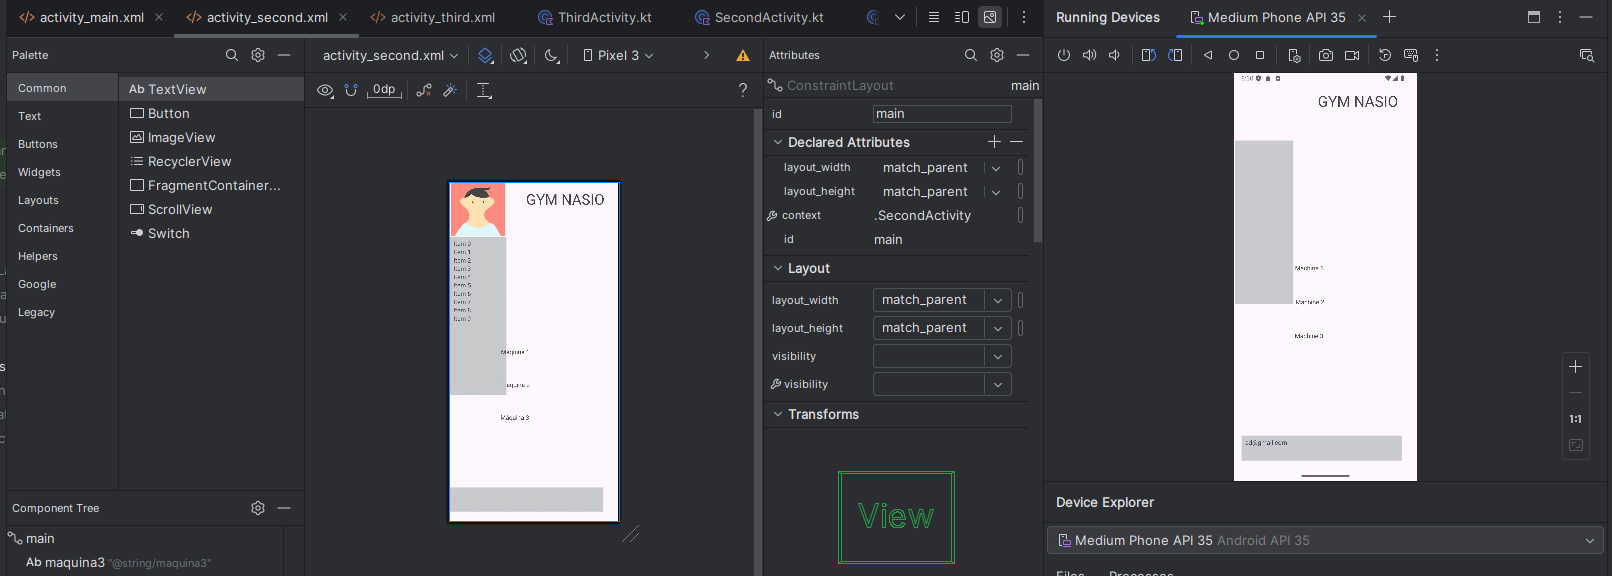 activity_main.xml
activity_second.xml
activity_third.xml
ThirdActivity.kt
SecondActivity.kt
Running Devices
Medium Phone API 35
Palette
activity_second.xml
Pixel 3
Attributes
Common
Text
Buttons
Widgets
Layouts
Containers
Helpers
Google
Legacy
Ab TextView
Button
ImageView
RecyclerView
FragmentContainer...
ScrollView
Switch
0dp
?
GYM NASIO
Item 0
Item 1
Item 2
Item 3
Item 4
Item 5
Item 6
Item 7
Item 8
Item 9
Maquina 1
Máquina 3
ConstraintLayout
main
id
main
Declared Attributes
layout_width
match_parent
layout_height
match_parent
context
.SecondActivity
id
main
Layout
layout_width
match_parent
layout_height
match_parent
visibility
visibility
Transforms
View
GYM NASIO
Machine 1
Machine 2
Machine 3
1:1
Component Tree
main
Ab maquina3 "@string/maquina3"
Device Explorer
Medium Phone API 35 Android API 35
Files
Processes